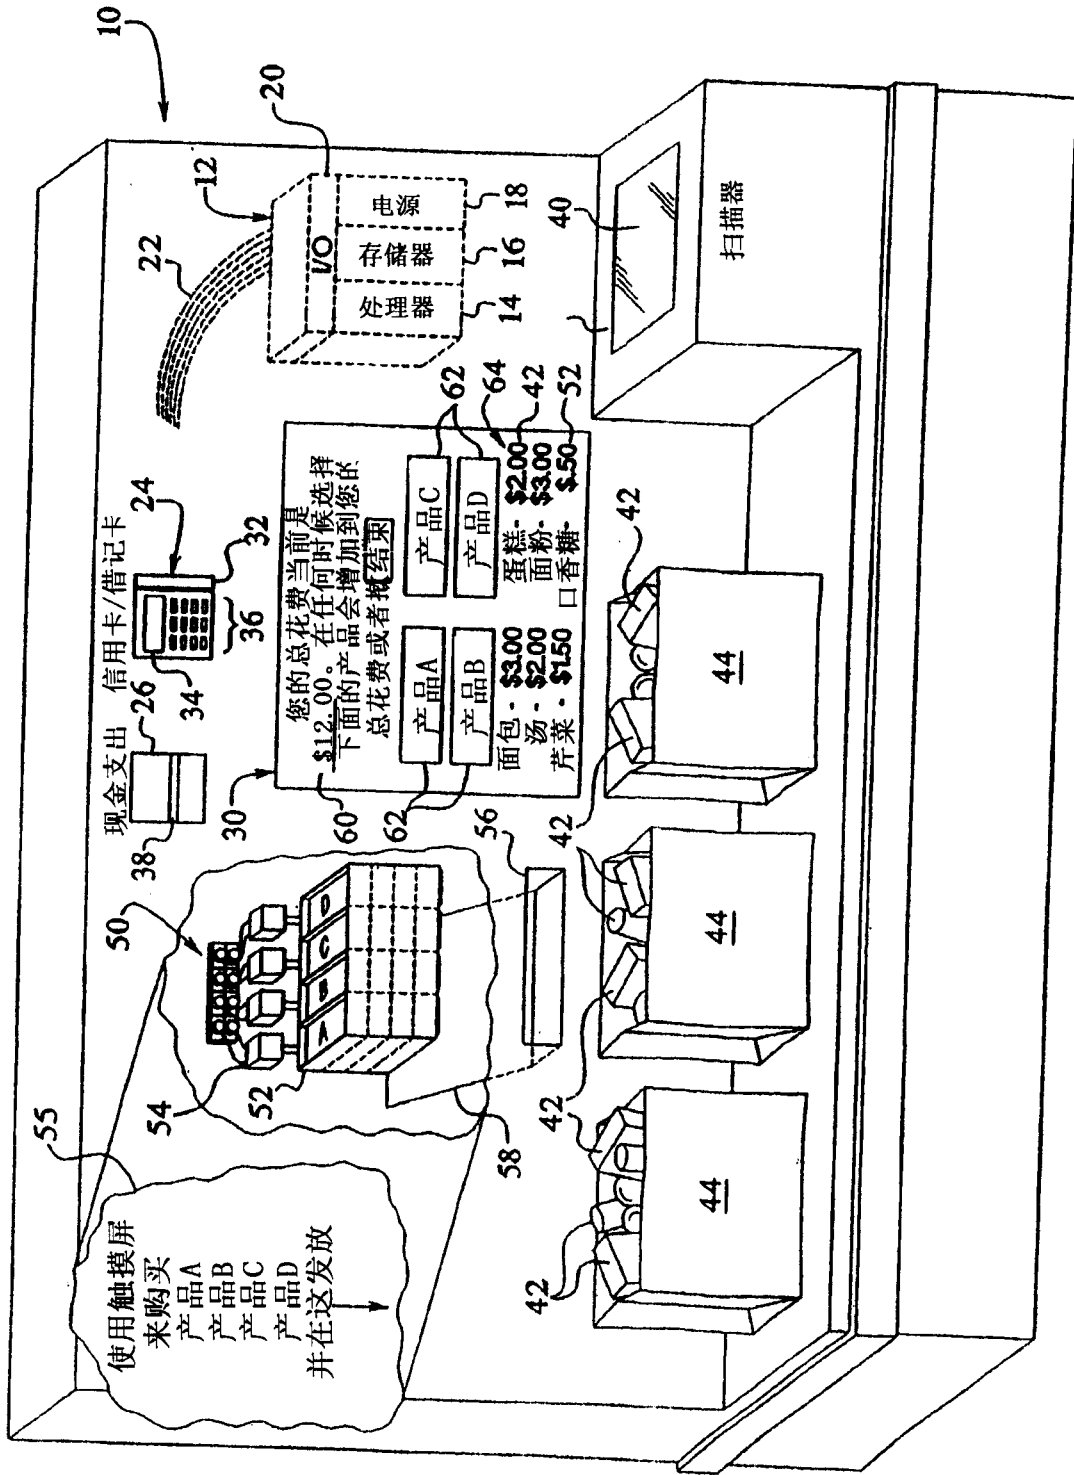 10
使用触摸屏
来购买
产品A
产品B
产品C
产品D
并在这发放
55
50
54
52
A B C D
58
56
现金支出
26
38
信用卡/借记卡
24
34
36
32
22
12
20
I/O
处理器 存储器 电源
14 16 18
30
60
您的总花费当前是
$12.00。在任何时候选择
下面的产品会增加到您的
总花费或者按 结束
产品A 产品C
产品B 产品D
62
62
64
面包 - $3.00 蛋糕- $2.00
汤 - $2.00 面粉- $3.00
芹菜 - $1.50 口香糖- $.50
42
52
40
扫描器
42
42
42
42
42
44
44
44